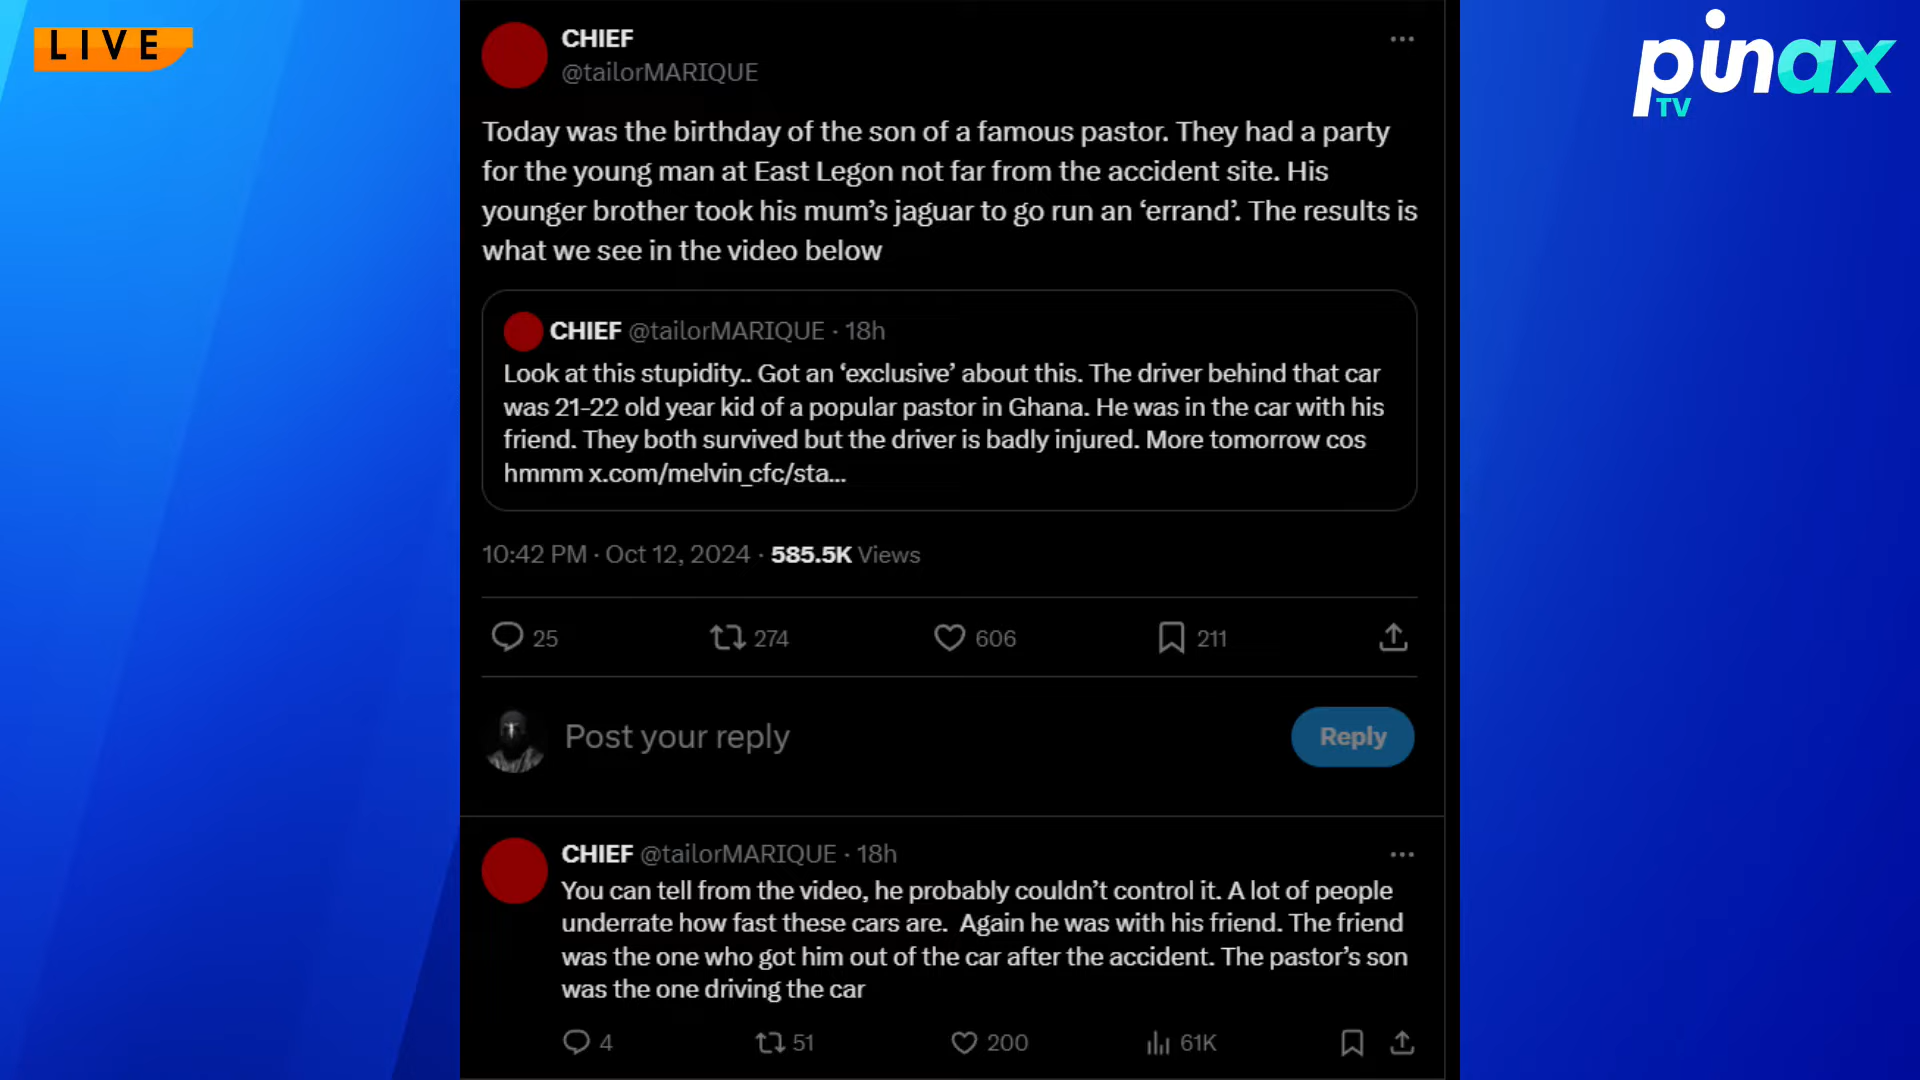 LIVE
pinax
TV
CHIEF
@tailorMARIQUE
Today was the birthday of the son of a famous pastor. They had a party
for the young man at East Legon not far from the accident site. His
younger brother took his mum’s jaguar to go run an ‘errand’. The results is
what we see in the video below
CHIEF @tailorMARIQUE · 18h
Look at this stupidity.. Got an ‘exclusive’ about this. The driver behind that car
was 21-22 old year kid of a popular pastor in Ghana. He was in the car with his
friend. They both survived but the driver is badly injured. More tomorrow cos
hmmm x.com/melvin_cfc/sta...
10:42 PM · Oct 12, 2024 · 585.5K Views
25 274 606 211
Post your reply
Reply
CHIEF @tailorMARIQUE · 18h
You can tell from the video, he probably couldn’t control it. A lot of people
underrate how fast these cars are.  Again he was with his friend. The friend
was the one who got him out of the car after the accident. The pastor’s son
was the one driving the car
4 51 200 61K